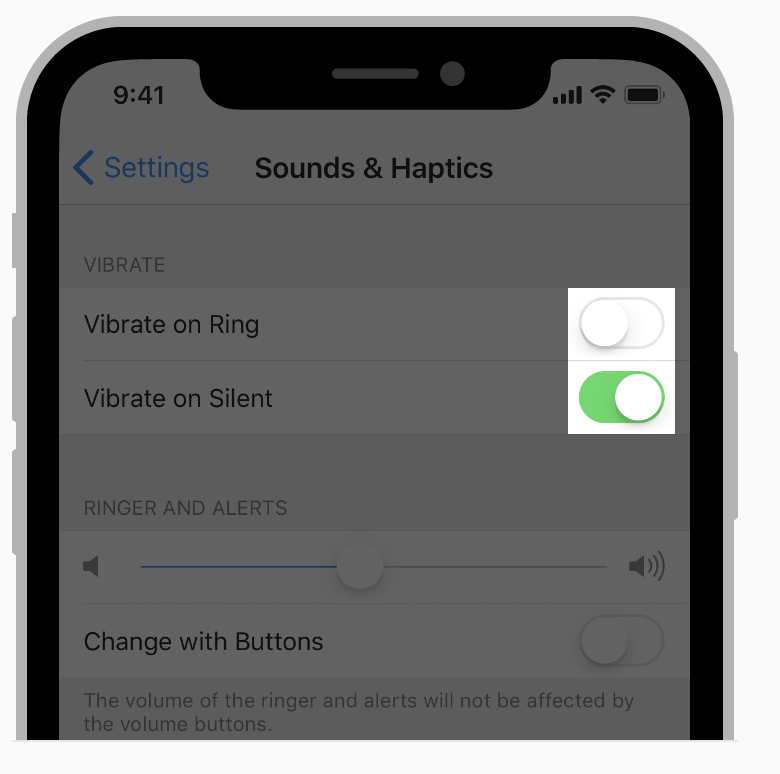 9:41
Settings
Sounds & Haptics
VIBRATE
Vibrate on Ring
Vibrate on Silent
RINGER AND ALERTS
Change with Buttons
The volume of the ringer and alerts will not be affected by
the volume buttons.